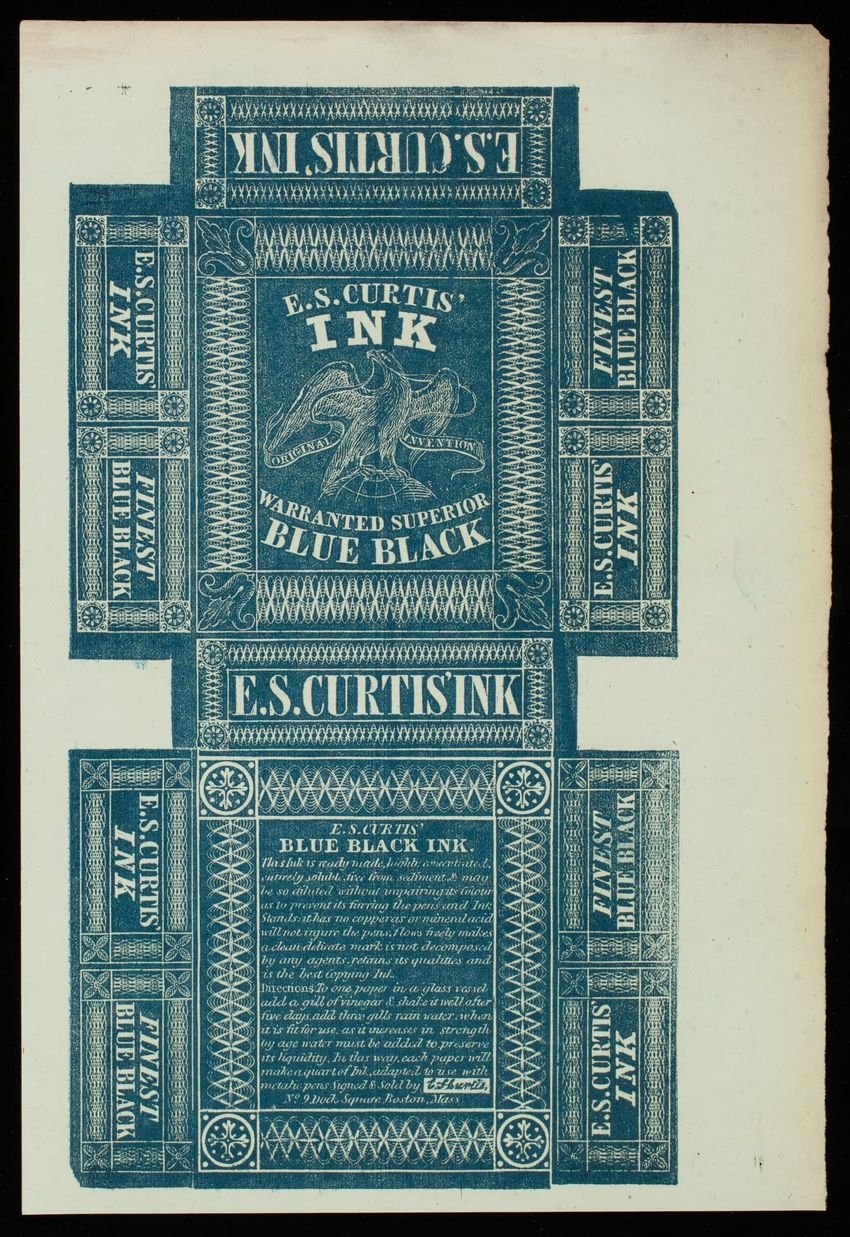 E.S. CURTIS' INK
E.S. CURTIS'
INK
FINEST
BLUE BLACK
E.S. CURTIS'
INK
ORIGINAL INVENTION
WARRANTED SUPERIOR
BLUE BLACK
FINEST
BLUE BLACK
E.S. CURTIS'
INK
E.S. CURTIS' INK
E.S. CURTIS'
INK
FINEST
BLUE BLACK
E.S. CURTIS'
BLUE BLACK INK.
This Ink is ready made, highly concentrated,
entirely soluble, free from sediment, & may
be so diluted without impairing its colour
as to prevent its furring the pens and Ink
Stands: it has no copperas or mineral acid
will not injure the pens, flows freely makes
a clean delicate mark is not decomposed
by any agents, retains its qualities and
is the best Copying Ink.
Directions To one paper in a glass vessel
add a gill of vinegar & shake it well after
five days, add three gills rain water, when
it is fit for use, as it increases in strength
by age water must be added to preserve
its liquidity, In this way, each paper will
make a quart of Ink, adapted to use with
metalic pens Signed & Sold by E. S. Curtis,
No. 9 Dock Square Boston, Mass
FINEST
BLUE BLACK
E.S. CURTIS'
INK